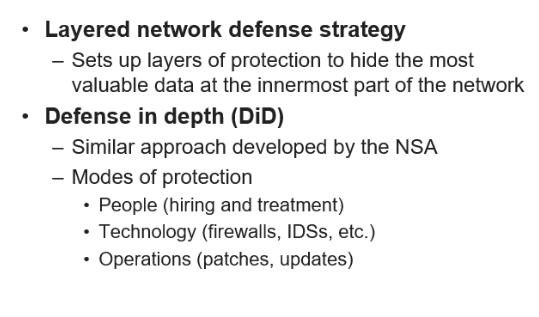 • Layered network defense strategy
– Sets up layers of protection to hide the most
valuable data at the innermost part of the network
• Defense in depth (DiD)
– Similar approach developed by the NSA
– Modes of protection
• People (hiring and treatment)
• Technology (firewalls, IDSs, etc.)
• Operations (patches, updates)